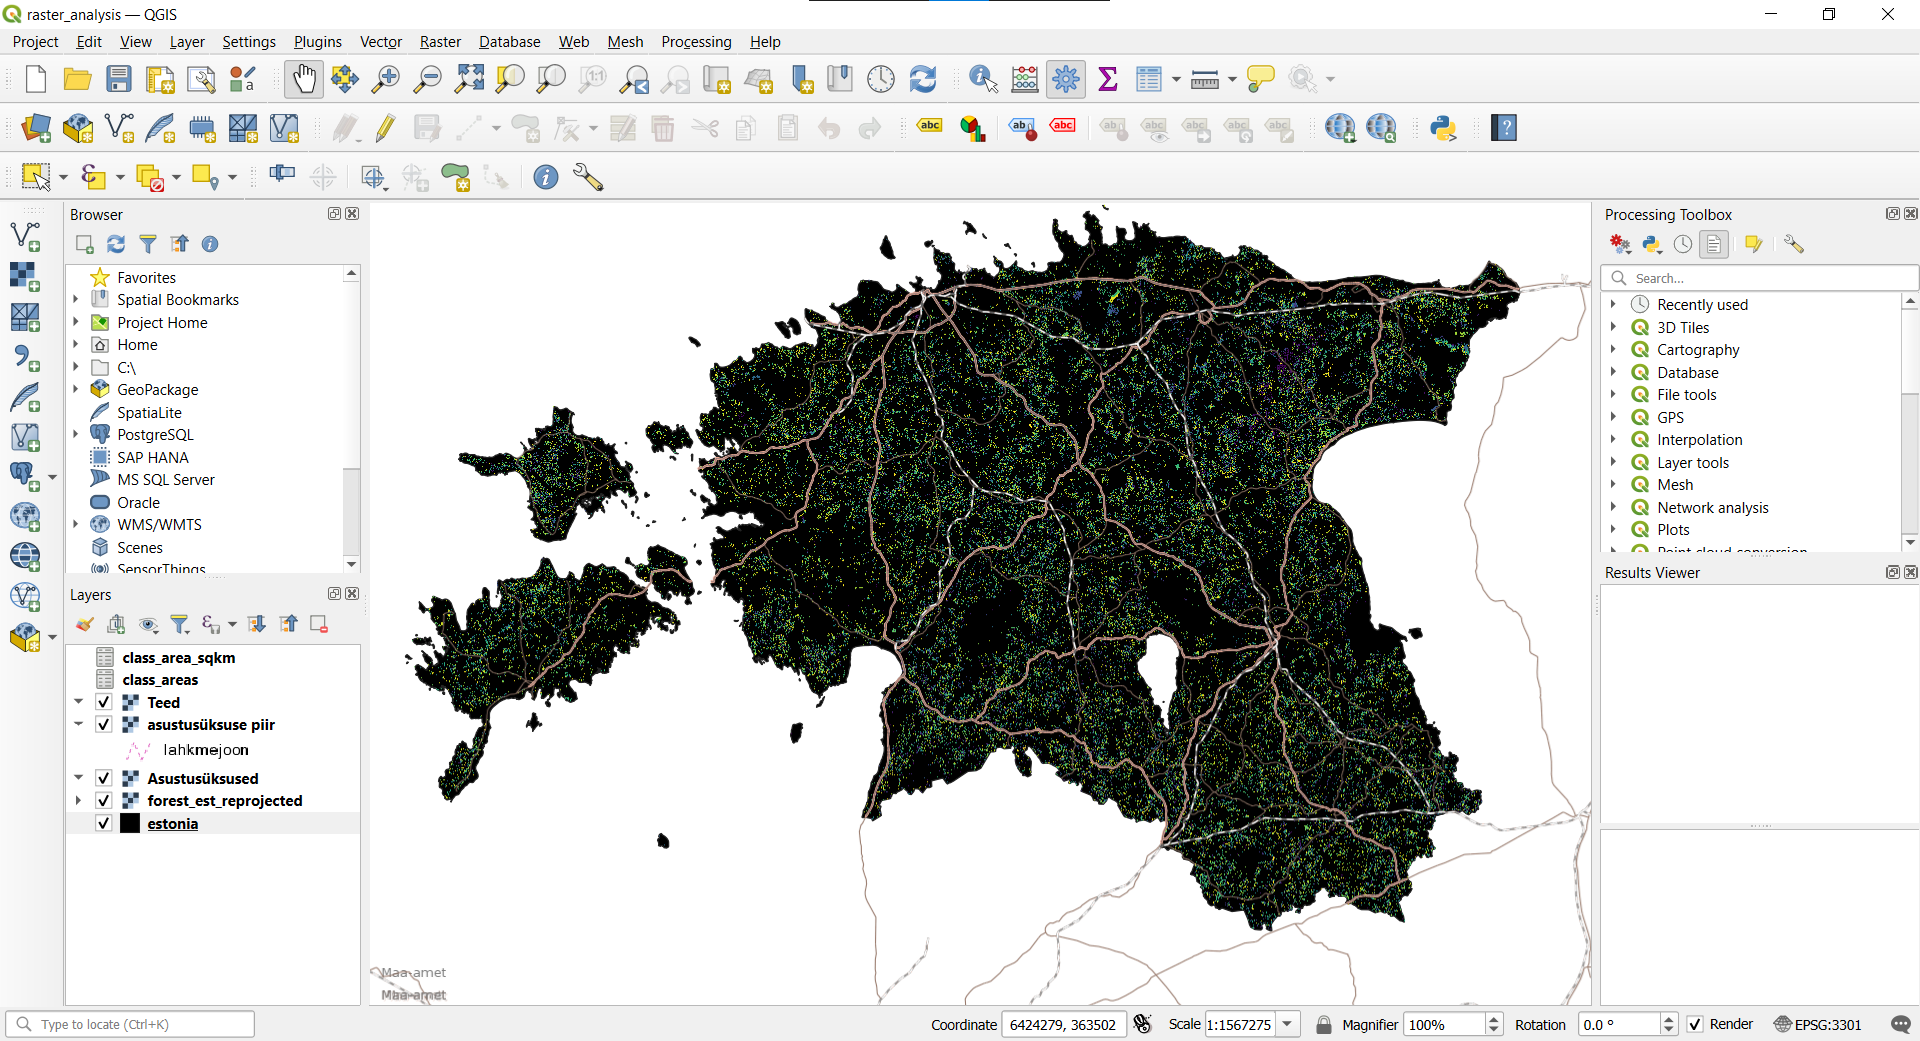 raster_analysis — QGIS
Project Edit View Layer Settings Plugins Vector Raster Database Web Mesh Processing Help
Browser
Favorites
Spatial Bookmarks
Project Home
Home
C:\
GeoPackage
SpatiaLite
PostgreSQL
SAP HANA
MS SQL Server
Oracle
WMS/WMTS
Scenes
SensorThings
Layers
class_area_sqkm
class_areas
Teed
asustusüksuse piir
lahkmejoon
Asustusüksused
forest_est_reprojected
estonia
Maa-amet
Maa-amet
Processing Toolbox
Search...
Recently used
3D Tiles
Cartography
Database
File tools
GPS
Interpolation
Layer tools
Mesh
Network analysis
Plots
Point cloud conversion
Results Viewer
Type to locate (Ctrl+K)
Coordinate 6424279, 363502 Scale 1:1567275 Magnifier 100% Rotation 0.0 ° Render EPSG:3301